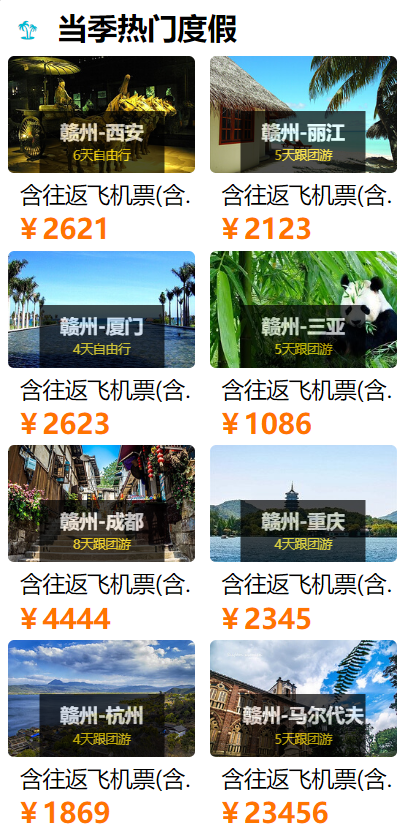 当季热门度假
赣州-西安
6天自由行
含往返飞机票(含.
¥2621
赣州-丽江
5天跟团游
含往返飞机票(含.
¥2123
赣州-厦门
4天自由行
含往返飞机票(含.
¥2623
赣州-三亚
5天跟团游
含往返飞机票(含.
¥1086
赣州-成都
8天跟团游
含往返飞机票(含.
¥4444
赣州-重庆
4天跟团游
含往返飞机票(含.
¥2345
赣州-杭州
4天跟团游
含往返飞机票(含.
¥1869
赣州-马尔代夫
5天跟团游
含往返飞机票(含.
¥23456